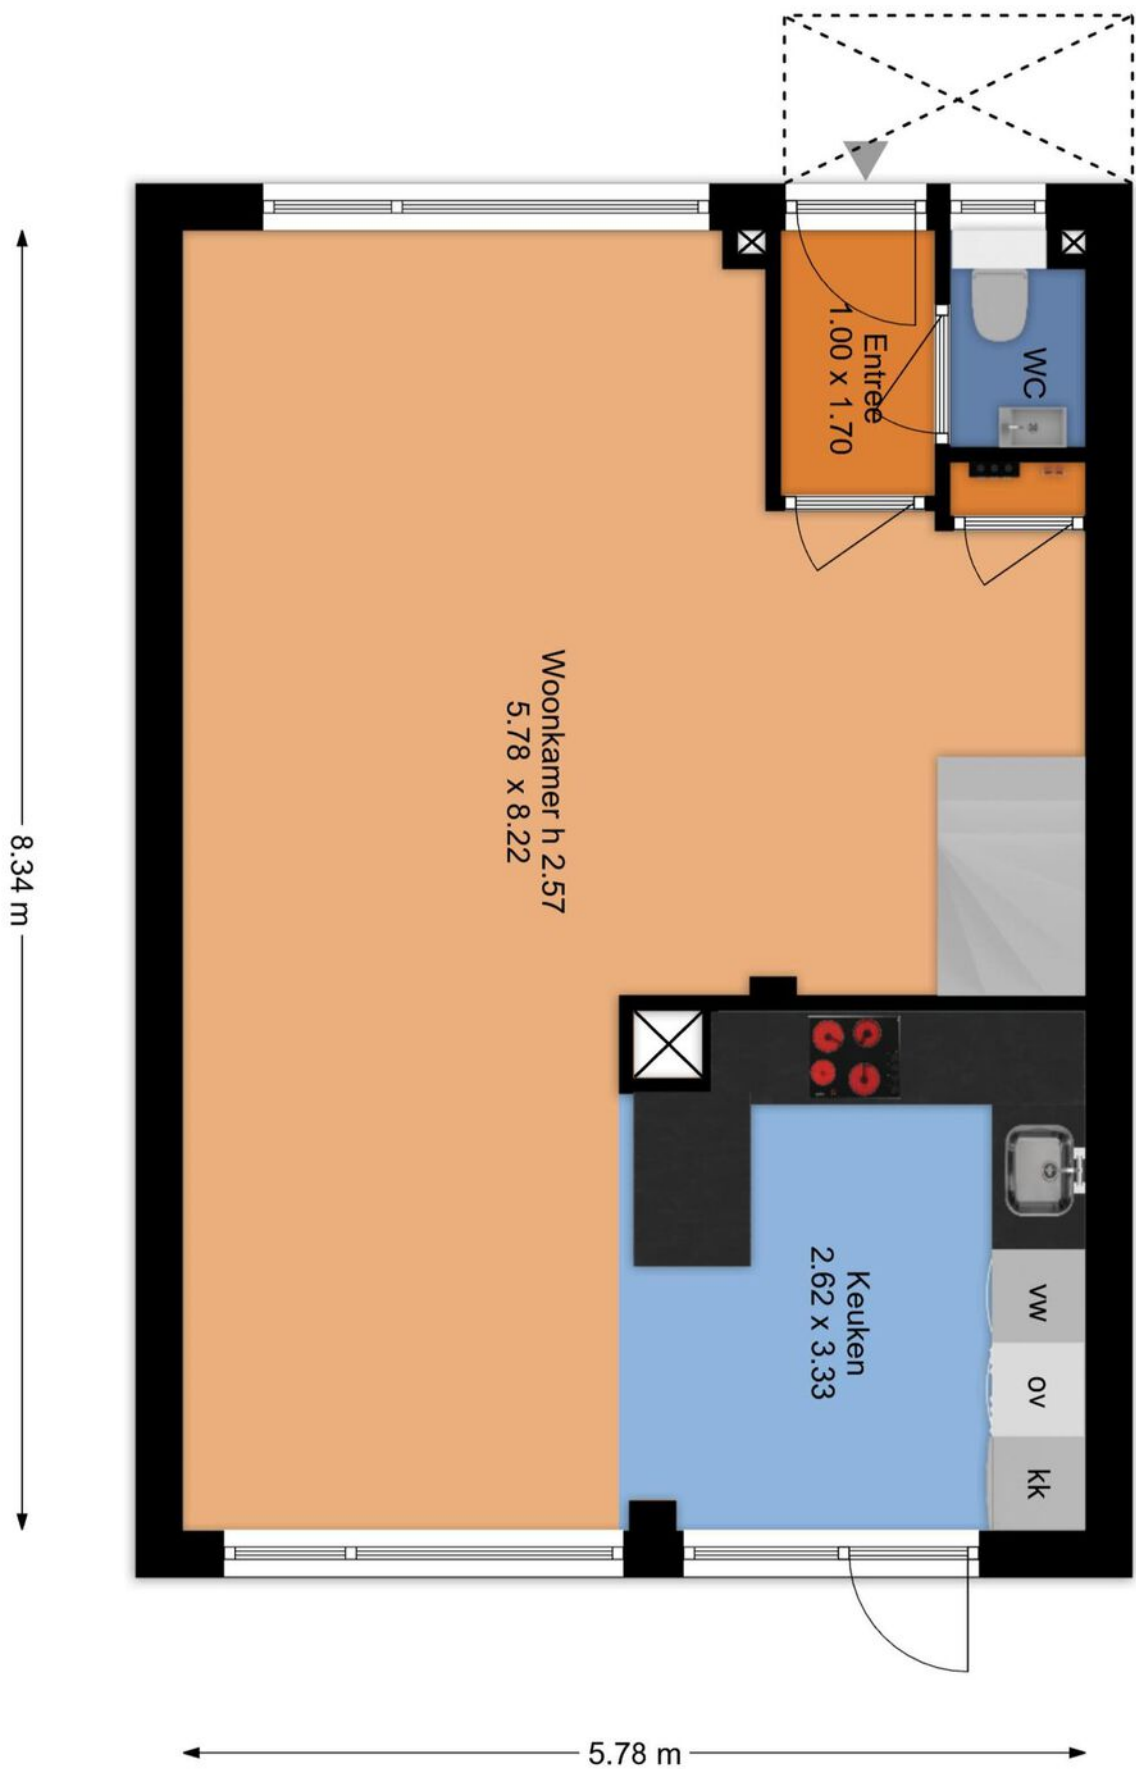 Entree
1.00 x 1.70
WC
Woonkamer h 2.57
5.78 x 8.22
8.34 m
Keuken
2.62 x 3.33
vw
ov
kk
5.78 m